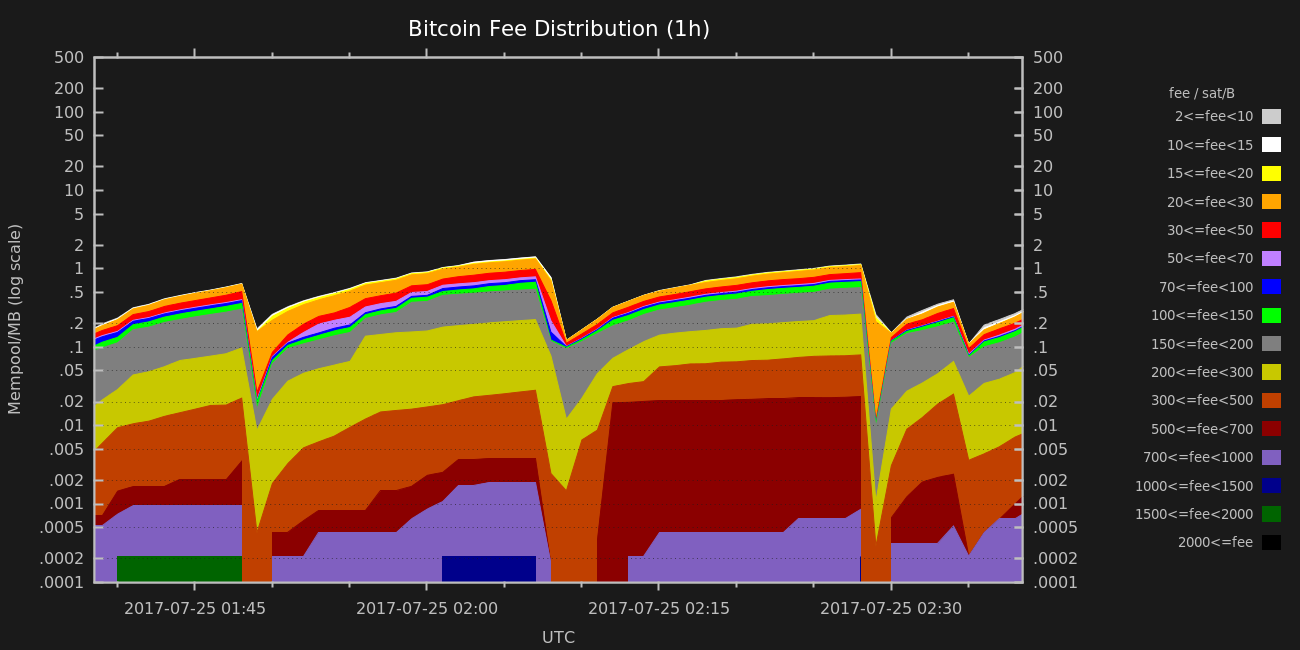 Bitcoin Fee Distribution (1h)
500 500
200 200
100 100
50 50
20 20
10 10
5 5
2 2
1 1
.5 .5
.2 .2
.1 .1
.05 .05
.02 .02
.01 .01
.005 .005
.002 .002
.001 .001
.0005 .0005
.0002 .0002
.0001 .0001
Mempool/MB (log scale)
2017-07-25 01:45 2017-07-25 02:00 2017-07-25 02:15 2017-07-25 02:30
UTC
fee / sat/B
2<=fee<10
10<=fee<15
15<=fee<20
20<=fee<30
30<=fee<50
50<=fee<70
70<=fee<100
100<=fee<150
150<=fee<200
200<=fee<300
300<=fee<500
500<=fee<700
700<=fee<1000
1000<=fee<1500
1500<=fee<2000
2000<=fee